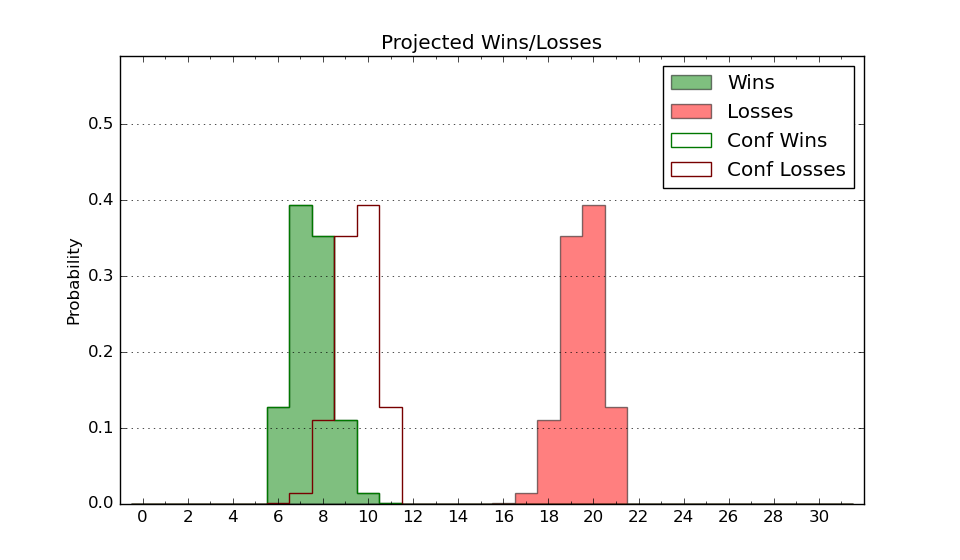 Projected Wins/Losses
Wins
Losses
Conf Wins
Conf Losses
Probability
0.5
0.4
0.3
0.2
0.1
0.0
0 2 4 6 8 10 12 14 16 18 20 22 24 26 28 30